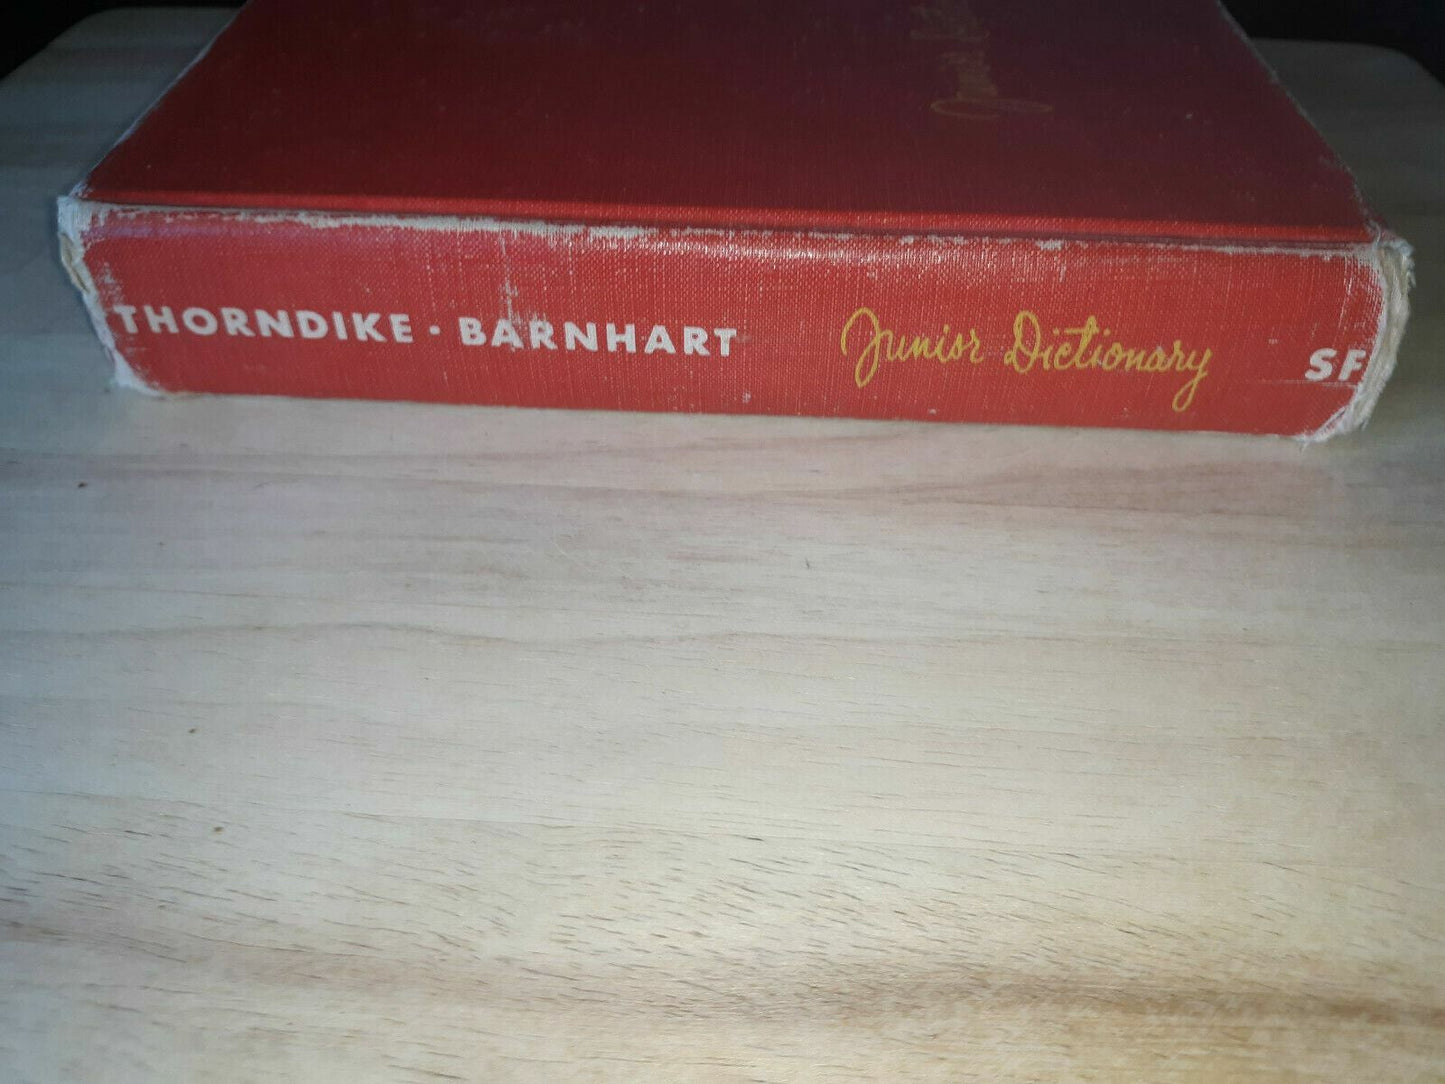 THORNDIKE · BARNHART Junior Dictionary SF